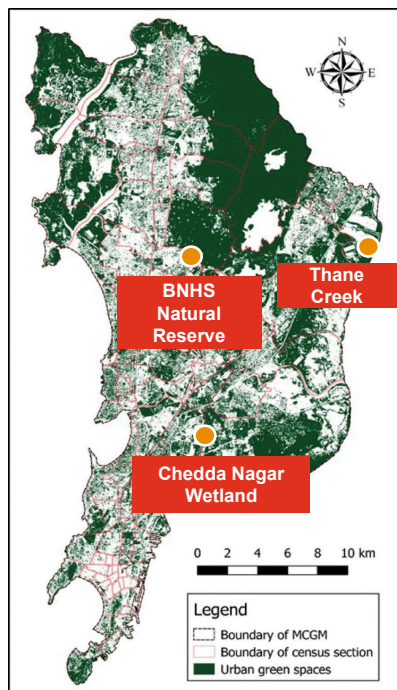 N
W E
S
BNHS
Natural
Reserve
Thane
Creek
Chedda Nagar
Wetland
0 2 4 6 8 10 km
Legend
Boundary of MCGM
Boundary of census section
Urban green spaces